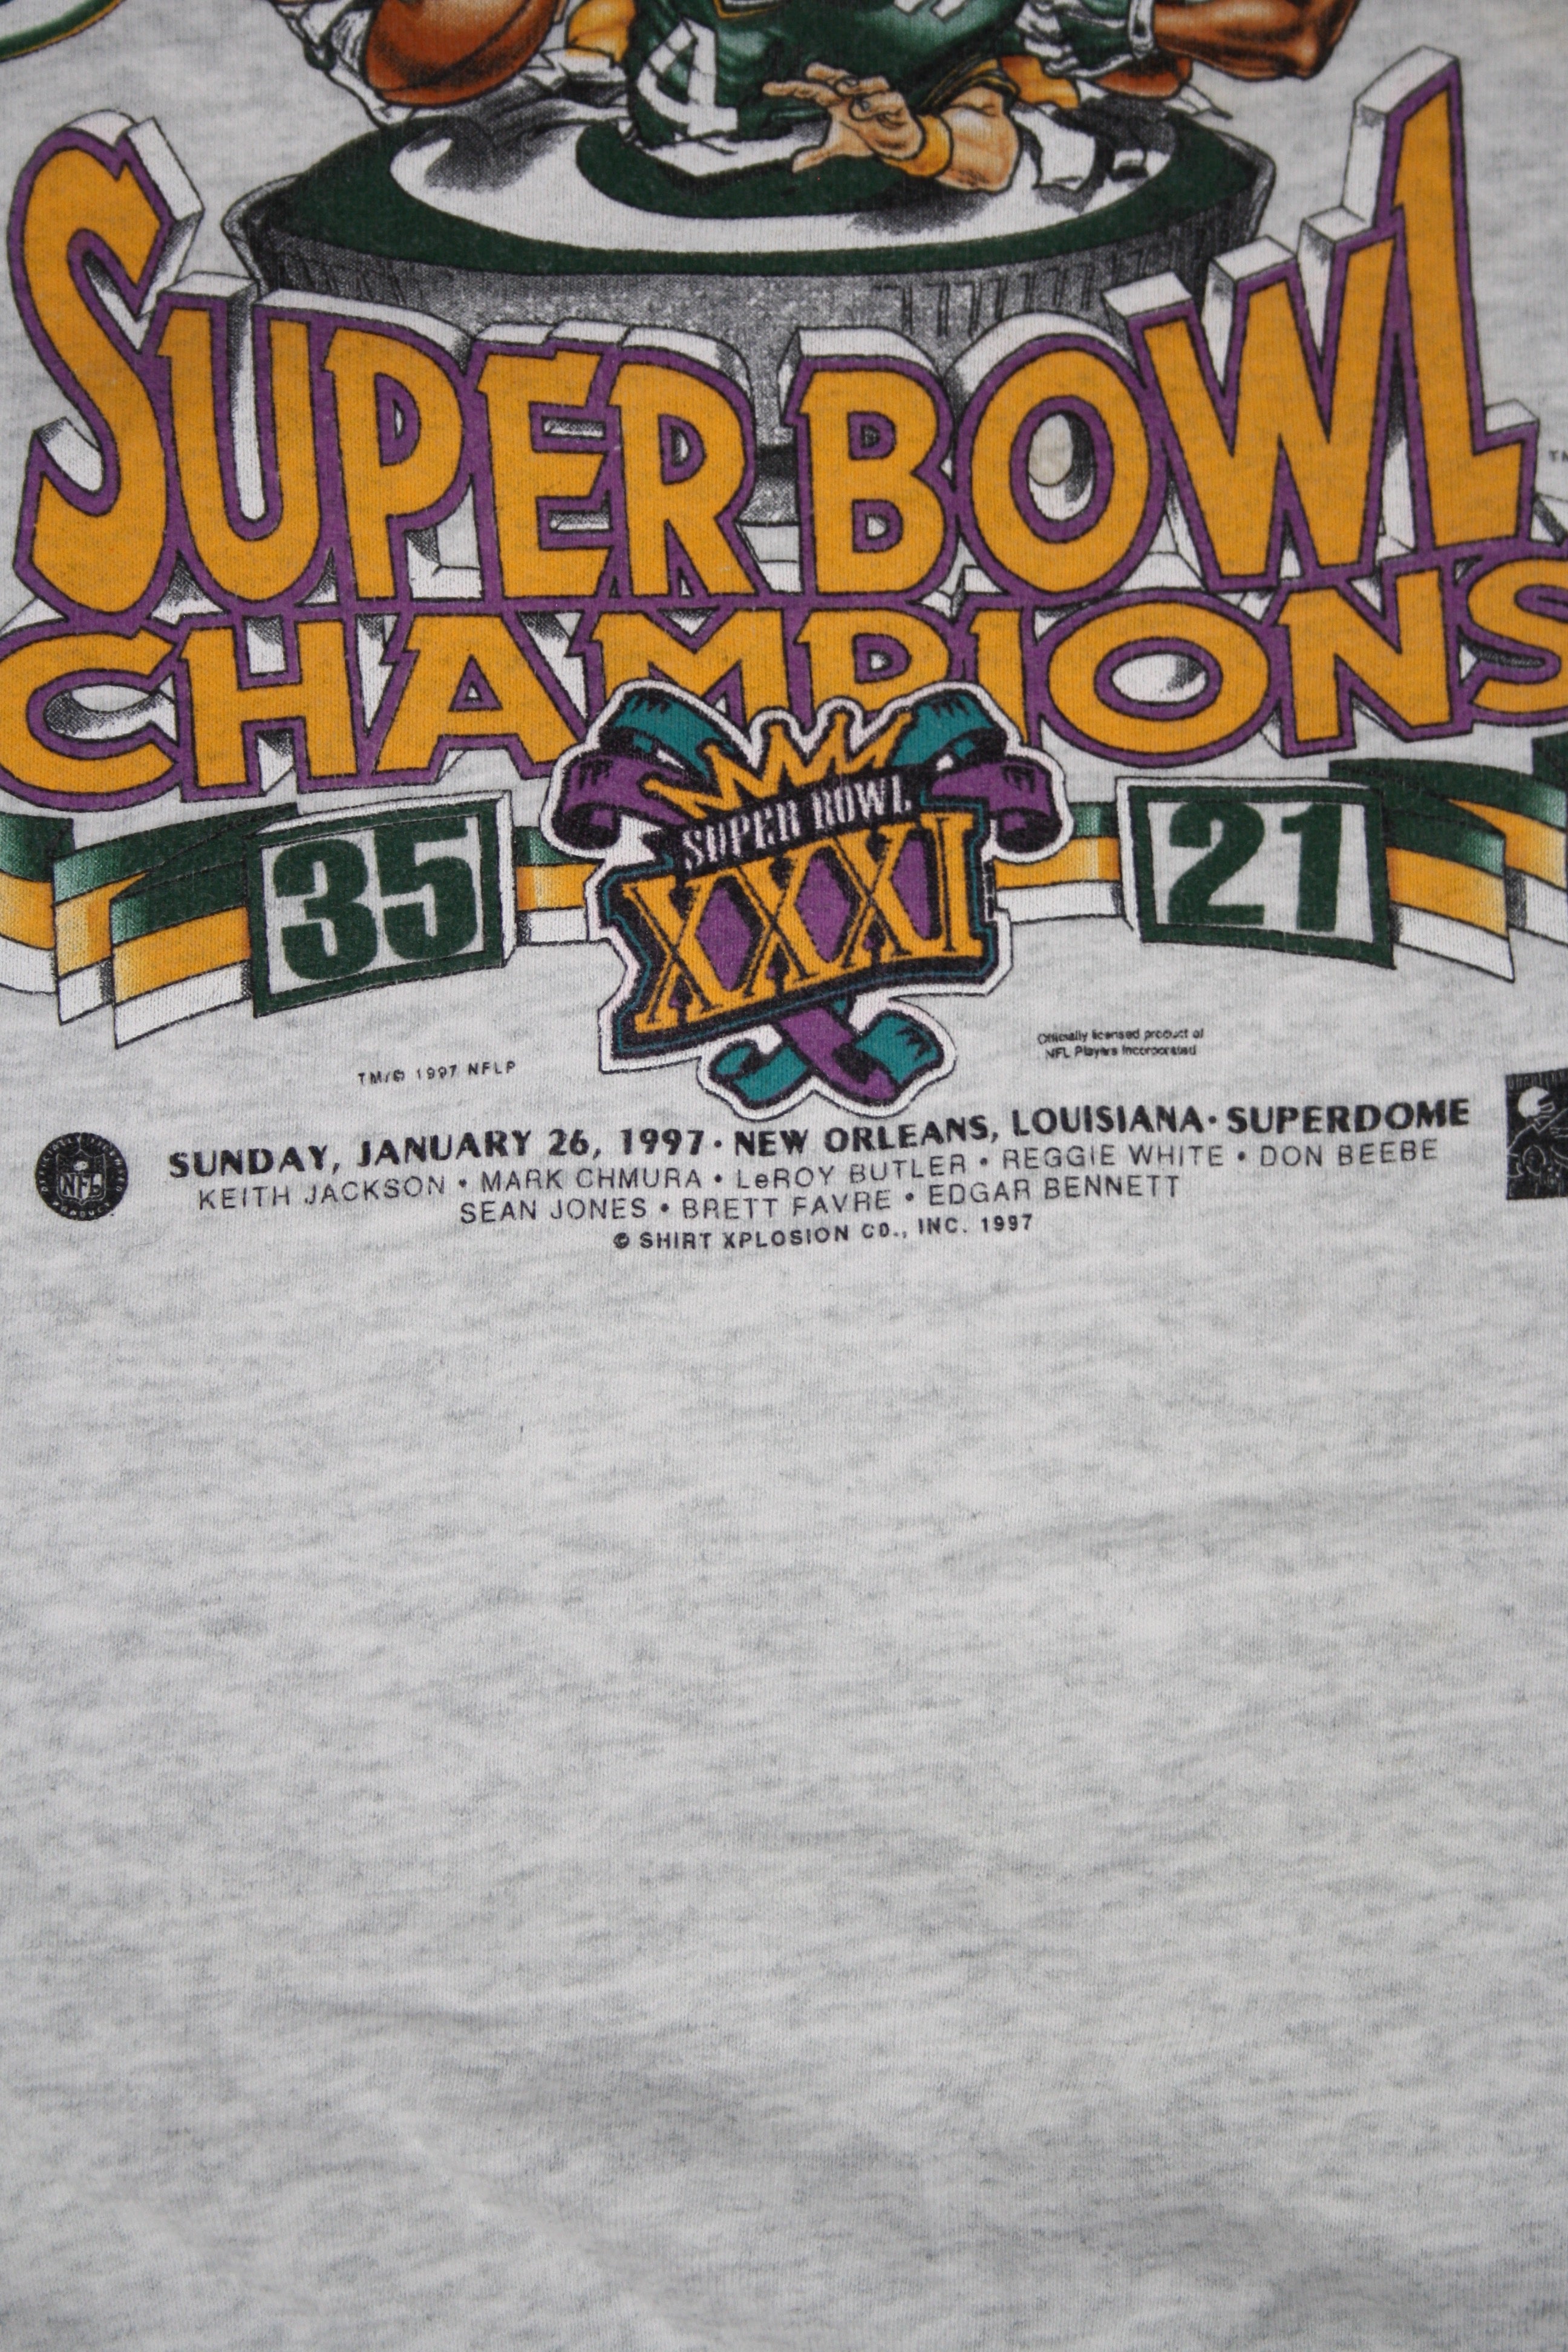 SUPER BOWL
TM
CHAMPIONS
35
SUPER BOWL
XXXI
21
TM/© 1997 NFLP
Officially licensed product of
NFL Players Incorporated
SUNDAY, JANUARY 26, 1997 • NEW ORLEANS, LOUISIANA • SUPERDOME
NFL
KEITH JACKSON • MARK CHMURA • LeROY BUTLER • REGGIE WHITE • DON BEEBE
SEAN JONES • BRETT FAVRE • EDGAR BENNETT
© SHIRT XPLOSION CO., INC. 1997